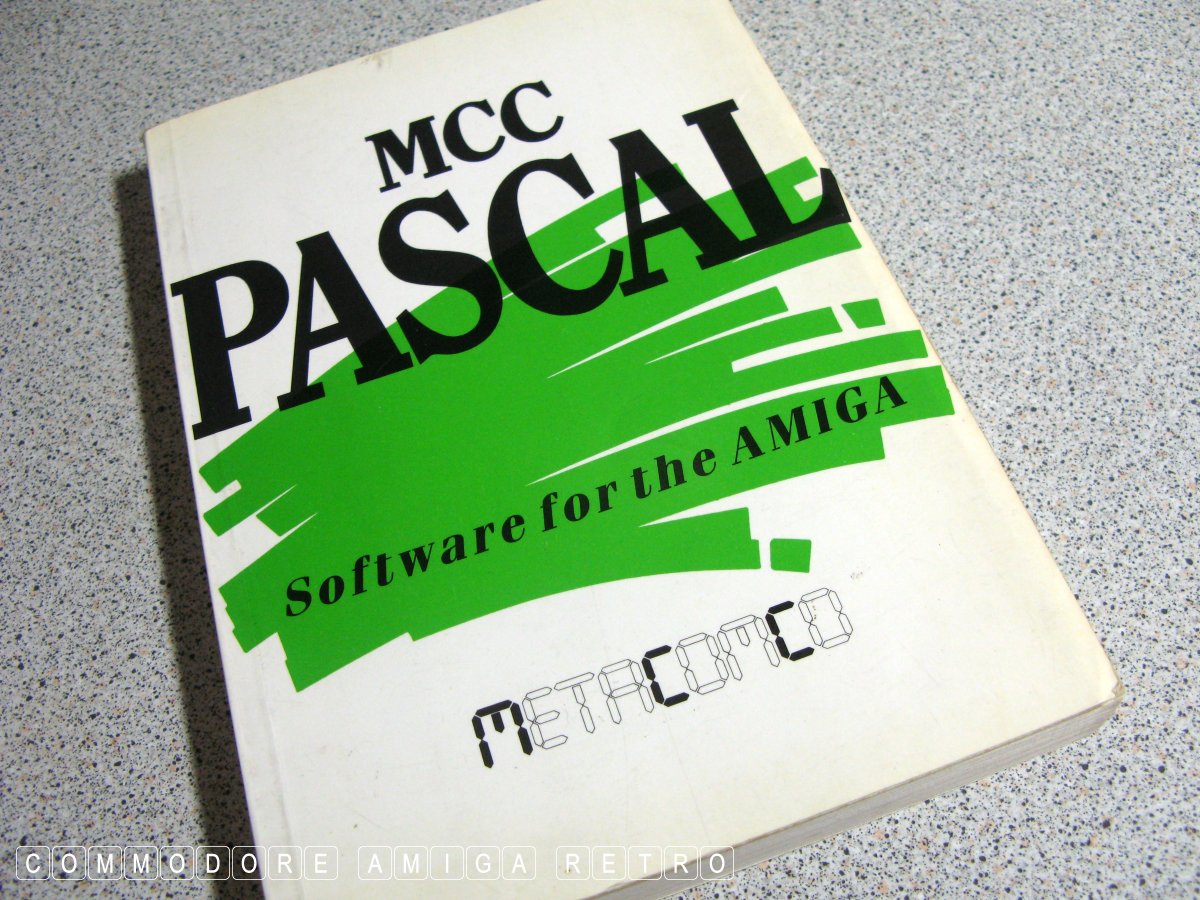 MCC
PASCAL
Software for the AMIGA
METACOMCO
COMMODORE AMIGA RETRO